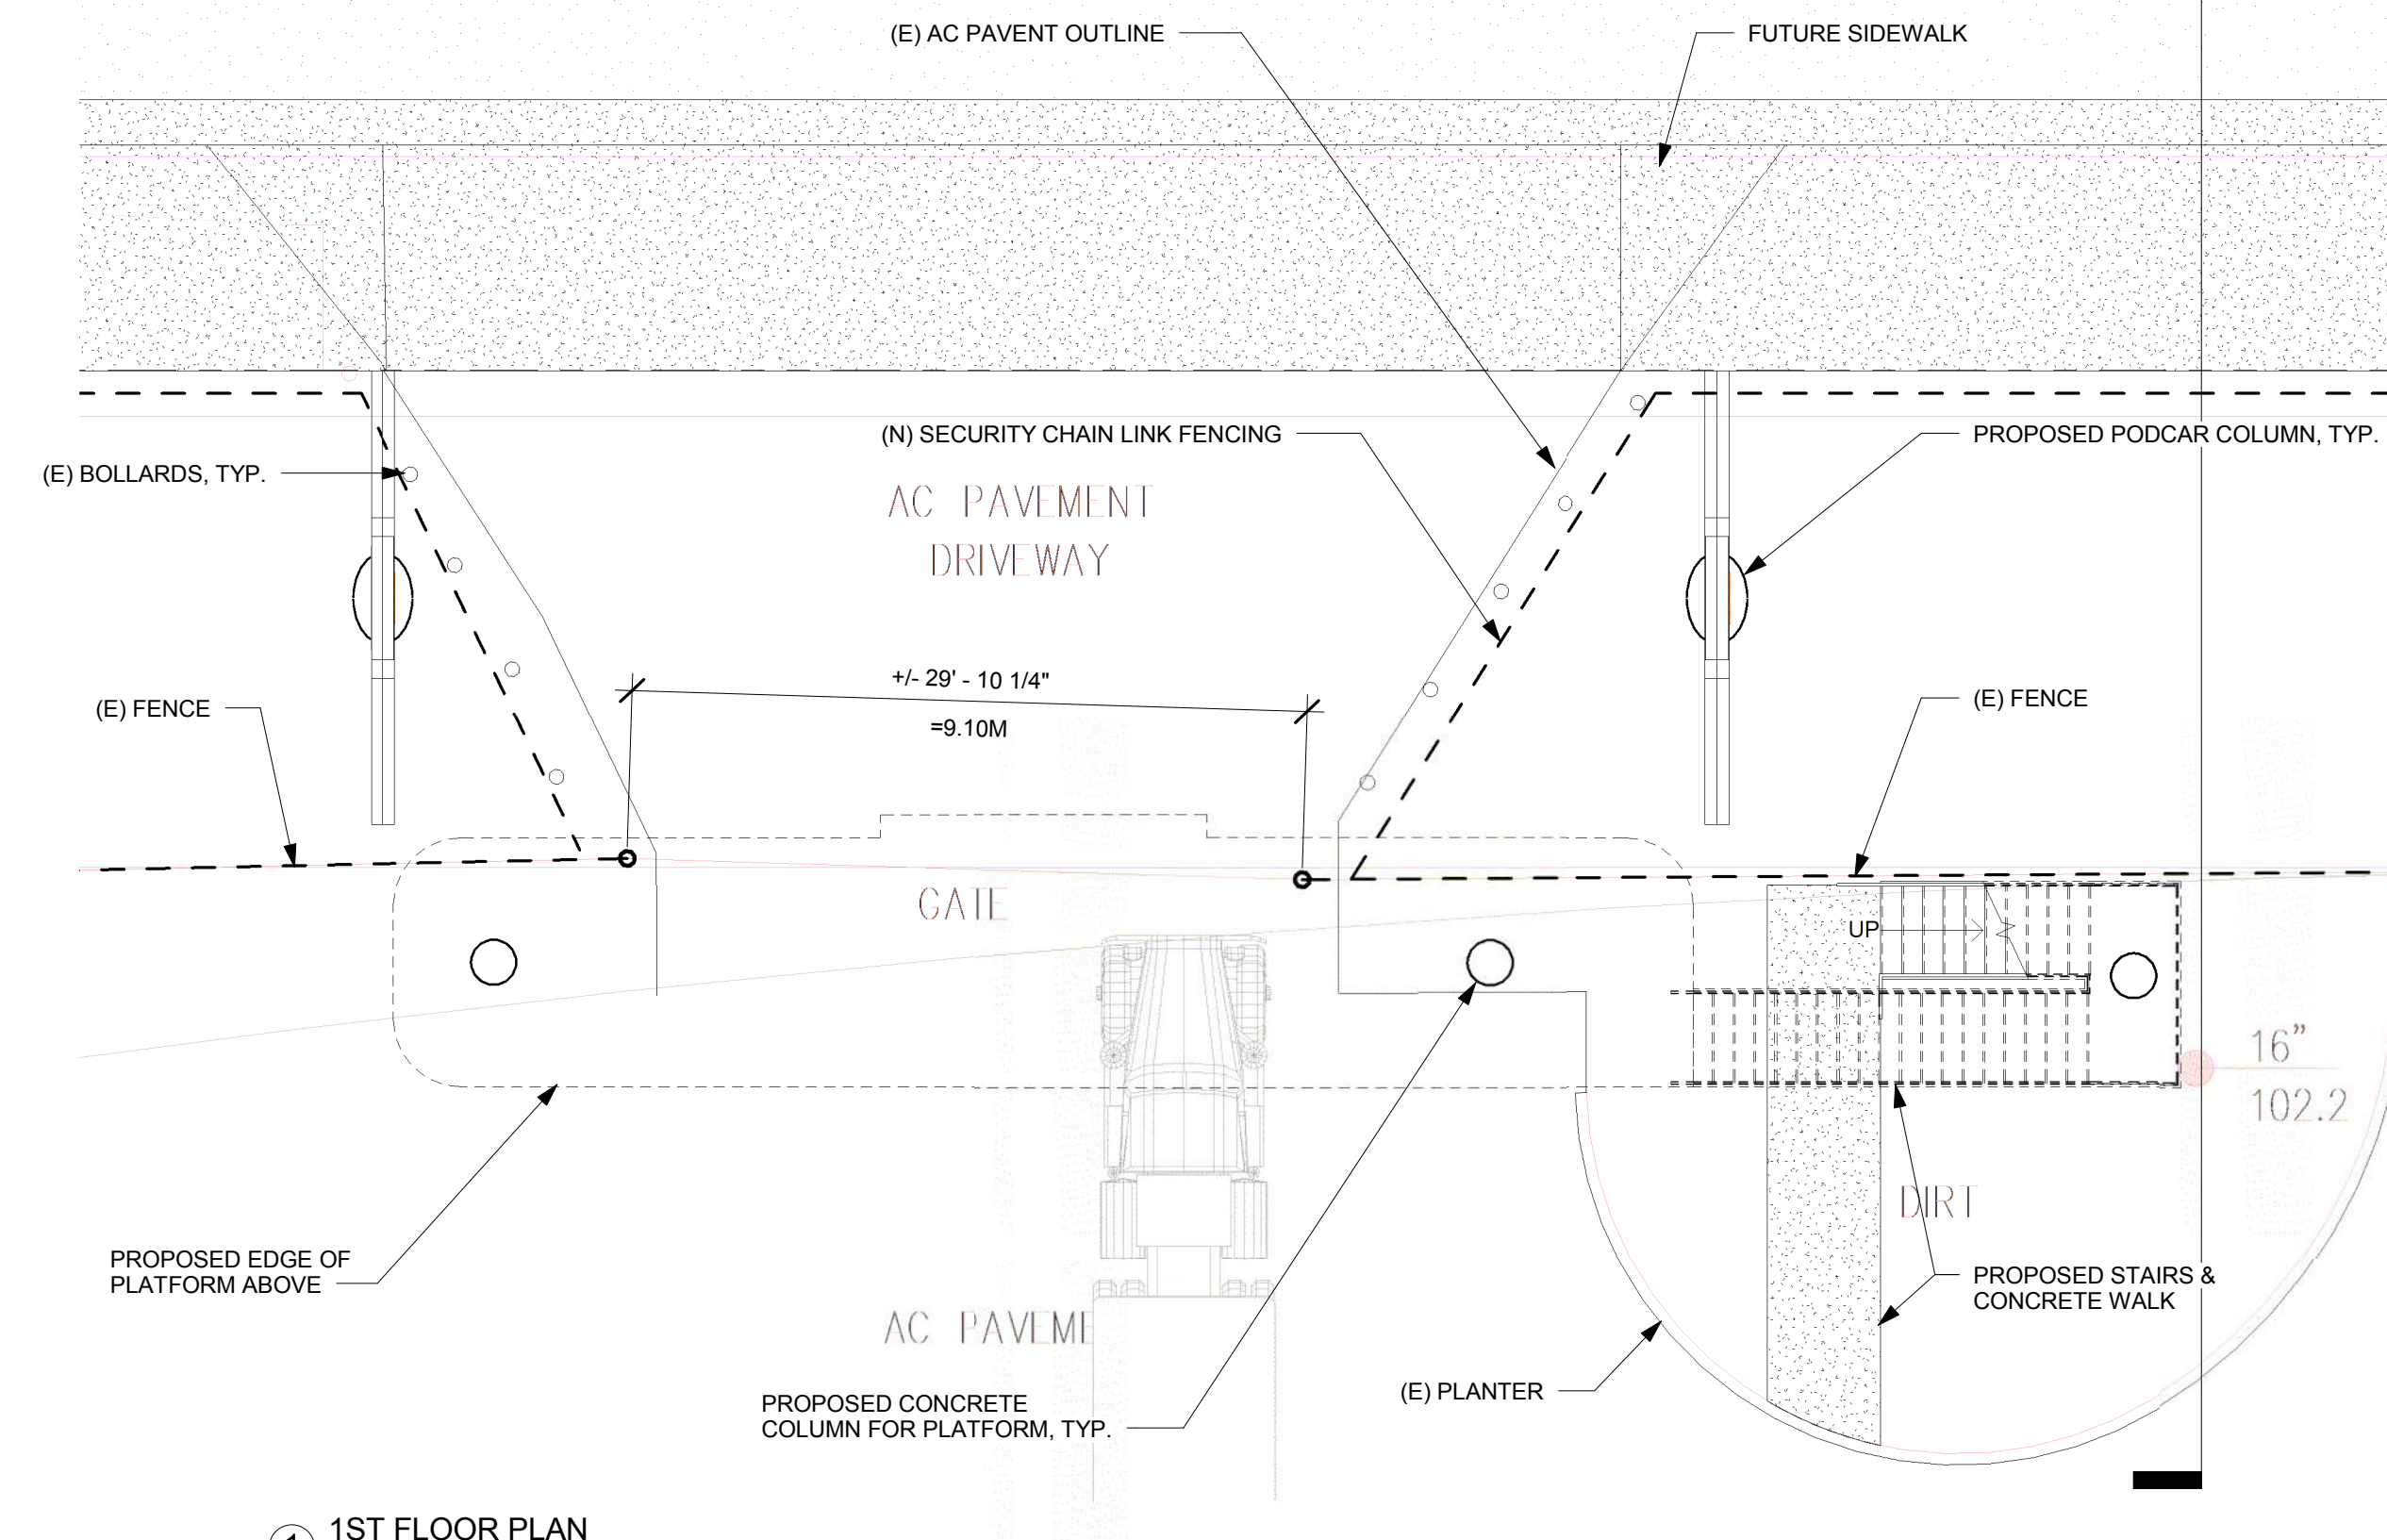 (E) AC PAVENT OUTLINE
FUTURE SIDEWALK
(N) SECURITY CHAIN LINK FENCING
PROPOSED PODCAR COLUMN, TYP.
(E) BOLLARDS, TYP.
AC PAVEMENT
DRIVEWAY
+/- 29' - 10 1/4"
=9.10M
(E) FENCE
(E) FENCE
GATE
UP
16"
102.2
DIRT
PROPOSED EDGE OF
PLATFORM ABOVE
PROPOSED STAIRS &
CONCRETE WALK
AC PAVEME
PROPOSED CONCRETE
COLUMN FOR PLATFORM, TYP.
(E) PLANTER
1ST FLOOR PLAN